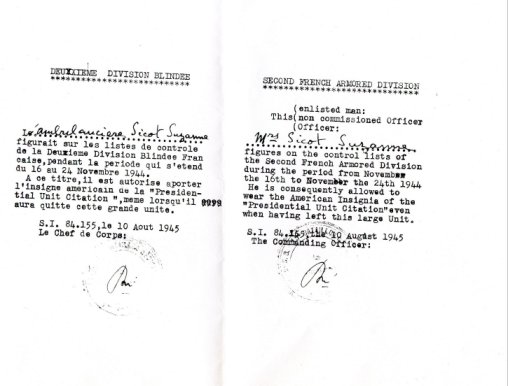 DEUXIEME DIVISION BLINDEE
****************************
L'ambulancière Sicot Suzanne
figurait sur les listes de controle
de la Deuxieme Division Blindee Fran
caise,pendant la periode qui s'etend
du 16 au 24 Novembre 1944.
A ce titre,il est autorise aporter
l'insigne americain de la "Presiden-
tial Unit Citation ",meme lorsqu'il
aura quitte cette grande unite.
S.I. 84.155,le 10 Aout 1945
Le Chef de Corps:
SECOND FRENCH ARMORED DIVISION
*********************************
(enlisted man:
This(non commissioned Officer
(Officer:
Mrs Sicot Suzanne
figures on the control lists of
the Second French Armored Division
during the period from November
the 16th to November the 24th 1944
He is consequently allowed to
wear the American Insignia of the
"Presidential Unit Citation"even
when having left this large Unit.
S.I. 84.155,the 10 August 1945
The Commanding Officer: